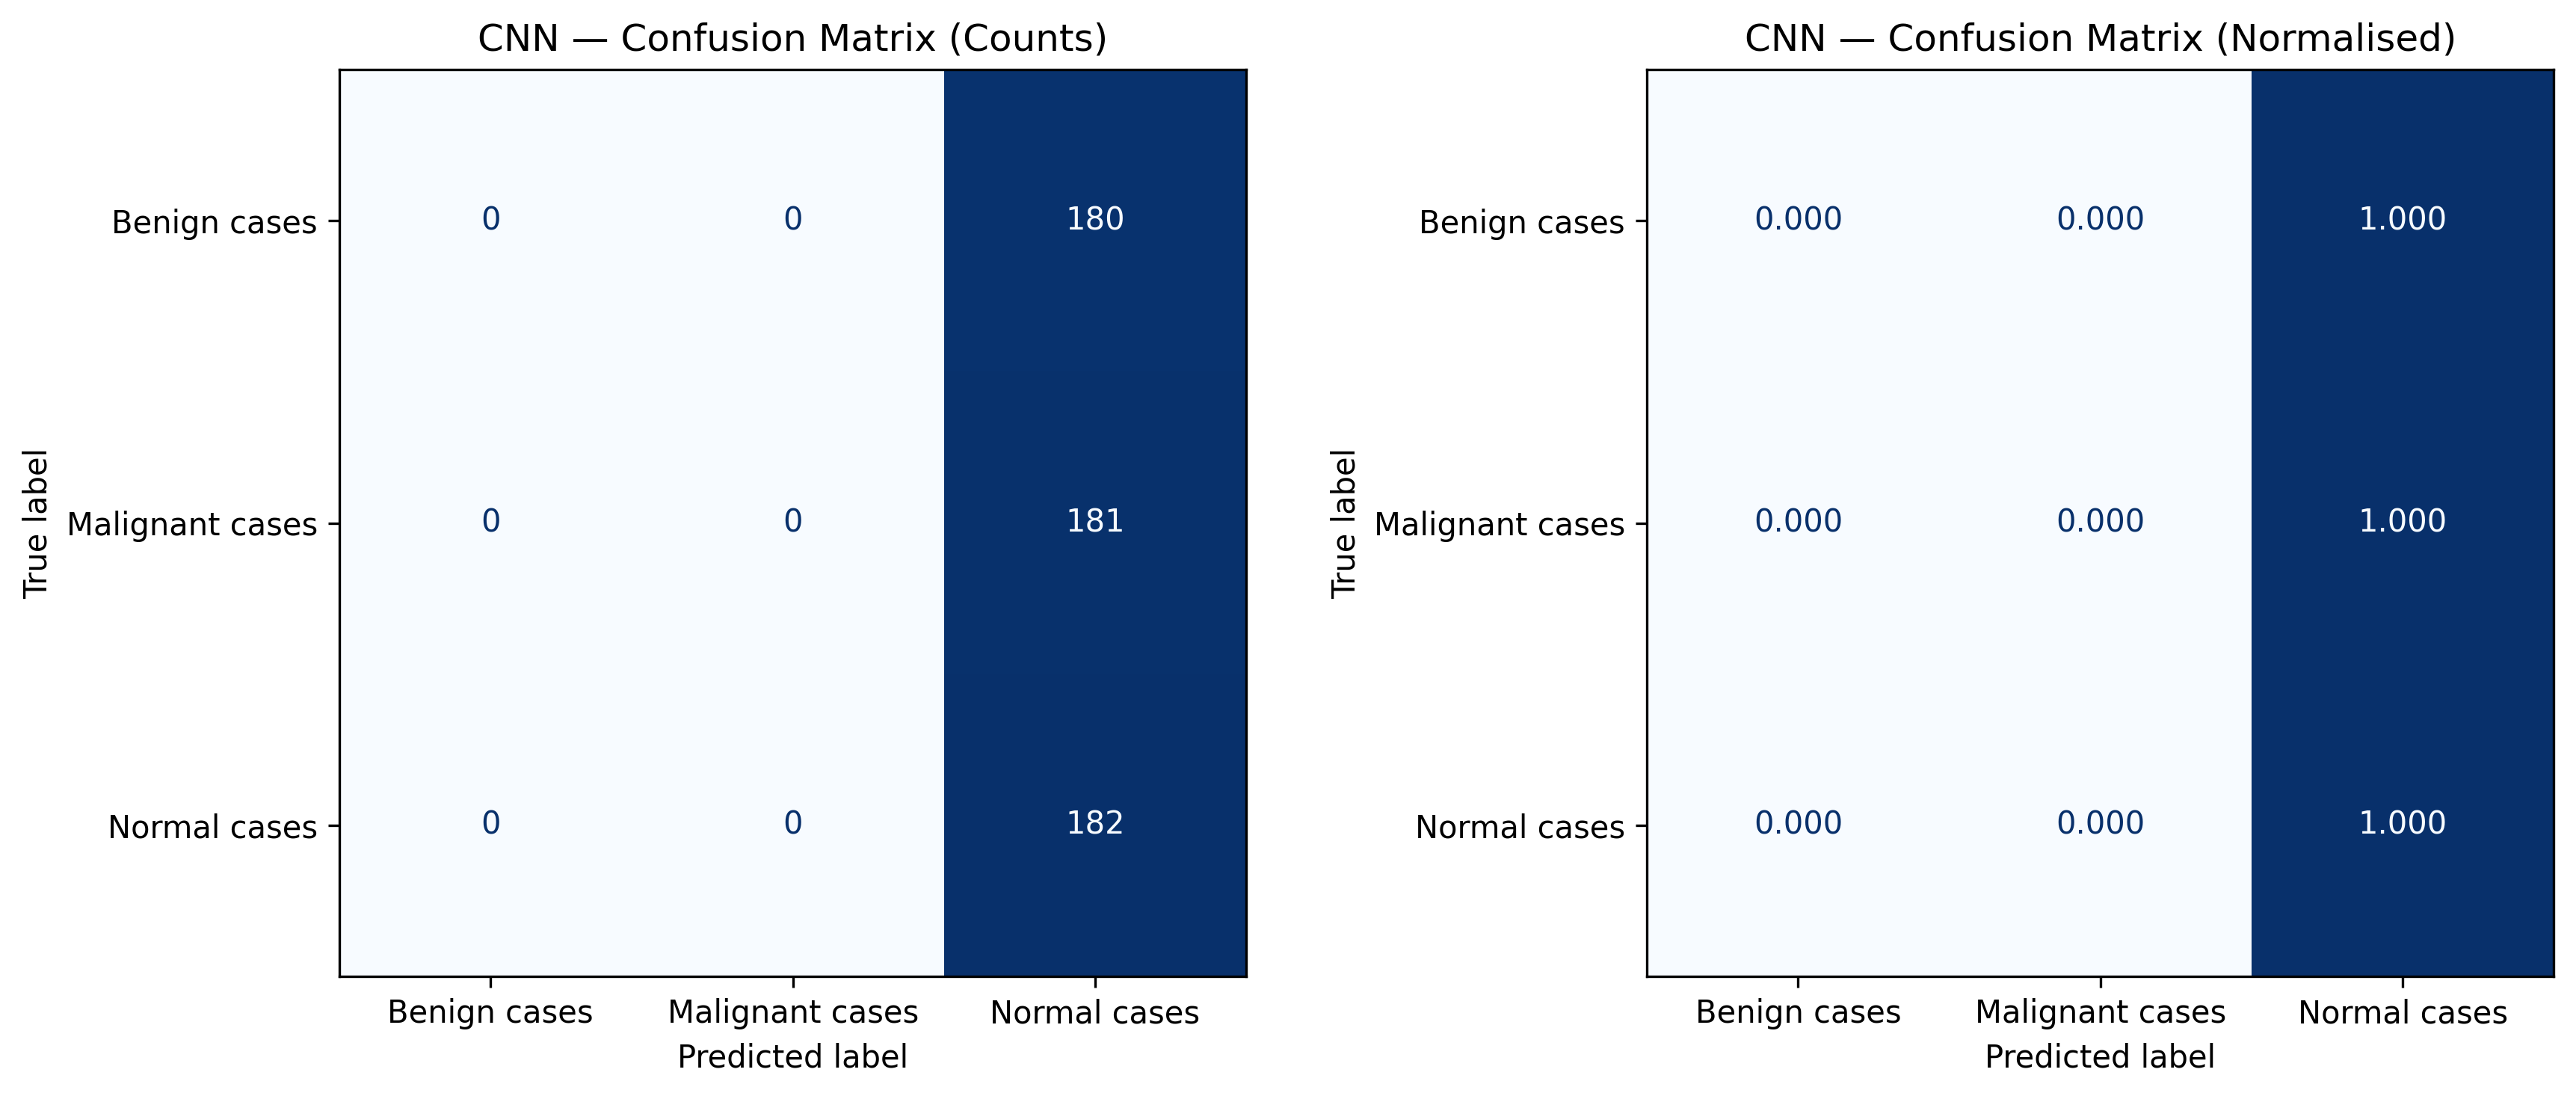 CNN — Confusion Matrix (Counts)
True label
Benign cases 0 0 180
Malignant cases 0 0 181
Normal cases 0 0 182
Benign cases Malignant cases Normal cases
Predicted label
CNN — Confusion Matrix (Normalised)
True label
Benign cases 0.000 0.000 1.000
Malignant cases 0.000 0.000 1.000
Normal cases 0.000 0.000 1.000
Benign cases Malignant cases Normal cases
Predicted label